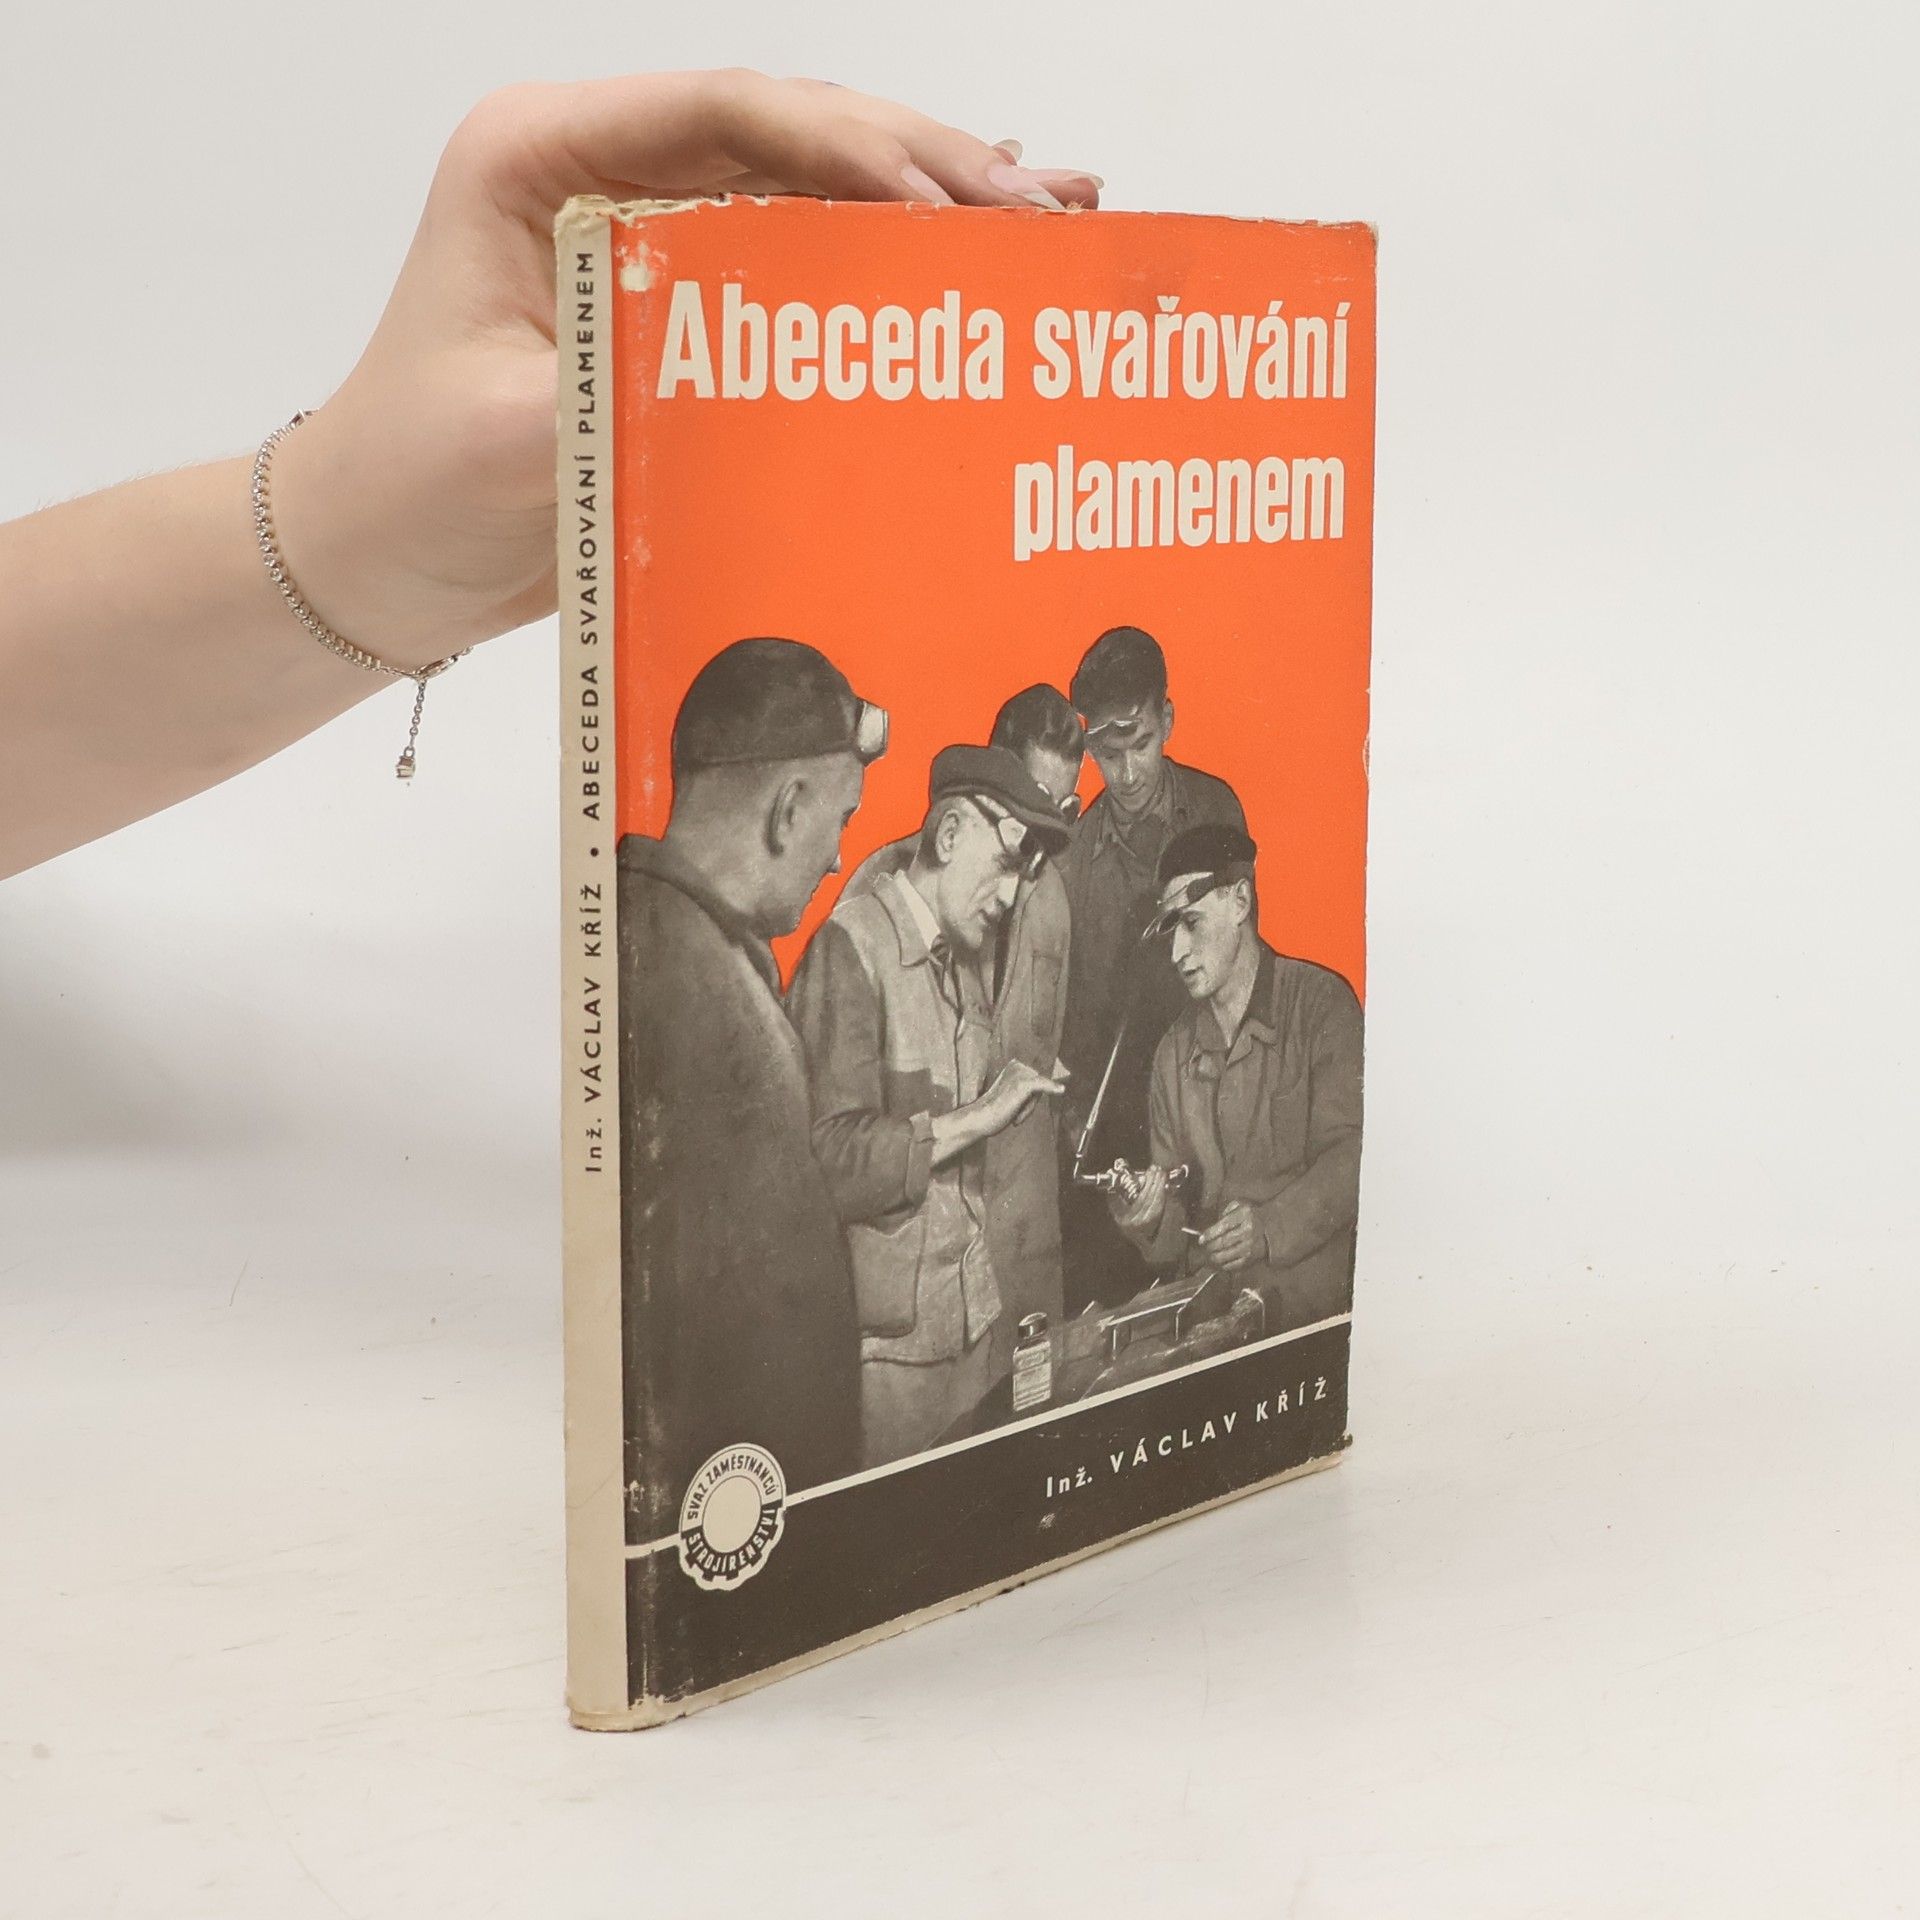 Inž. VÁCLAV KŘÍŽ • ABECEDA SVAŘOVÁNÍ PLAMENEM
Abeceda svařování
plamenem
Inž. VÁCLAV KŘÍŽ
SVAZ ZAMĚSTNANCŮ
STROJÍRENSTVÍ